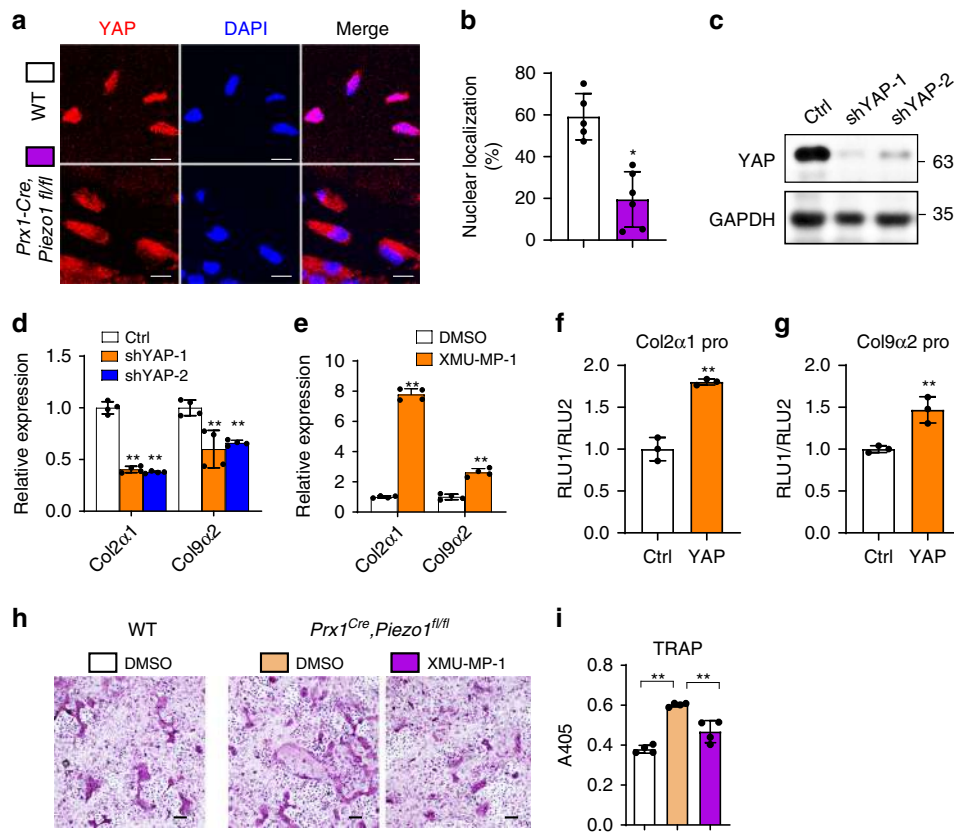 a
YAP
DAPI
Merge
WT
Prx1-Cre,
Piezo1 fl/fl
b
Nuclear localization
(%)
80
60
40
20
0
*
c
Ctrl
shYAP-1
shYAP-2
YAP
63
GAPDH
35
d
Ctrl
shYAP-1
shYAP-2
Relative expression
1.5
1.0
0.5
0.0
** **
** **
Col2α1
Col9α2
e
DMSO
XMU-MP-1
Relative expression
10
8
6
4
2
0
**
**
Col2α1
Col9α2
f
Col2α1 pro
RLU1/RLU2
2.0
1.5
1.0
0.5
0.0
**
Ctrl
YAP
g
Col9α2 pro
RLU1/RLU2
2.0
1.5
1.0
0.5
0.0
**
Ctrl
YAP
h
WT
Prx1Cre,Piezo1fl/fl
DMSO
DMSO
XMU-MP-1
i
TRAP
A405
0.8
0.6
0.4
0.2
0.0
**
**